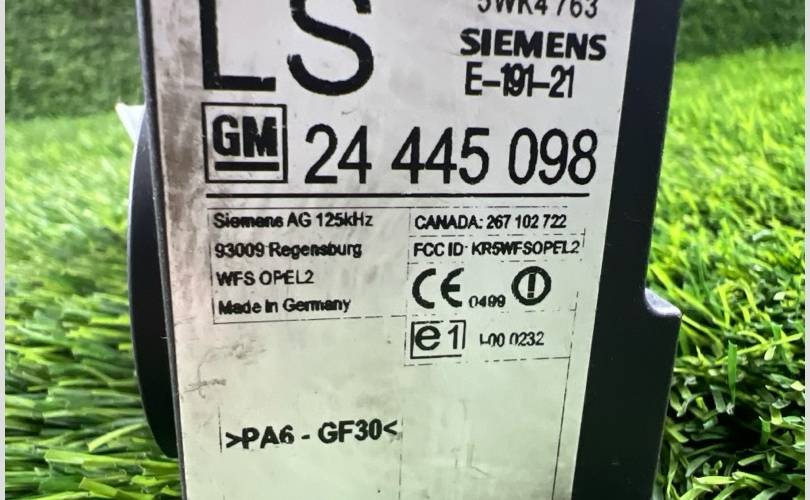 5WK4 763
LS
SIEMENS
E-191-21
GM 24 445 098
Siemens AG 125kHz
93009 Regensburg
WFS OPEL2
Made in Germany
CANADA: 267 102 722
FCC ID: KR5WFSOPEL2
CE 0499
e1 I-00 0232
>PA6 - GF30<